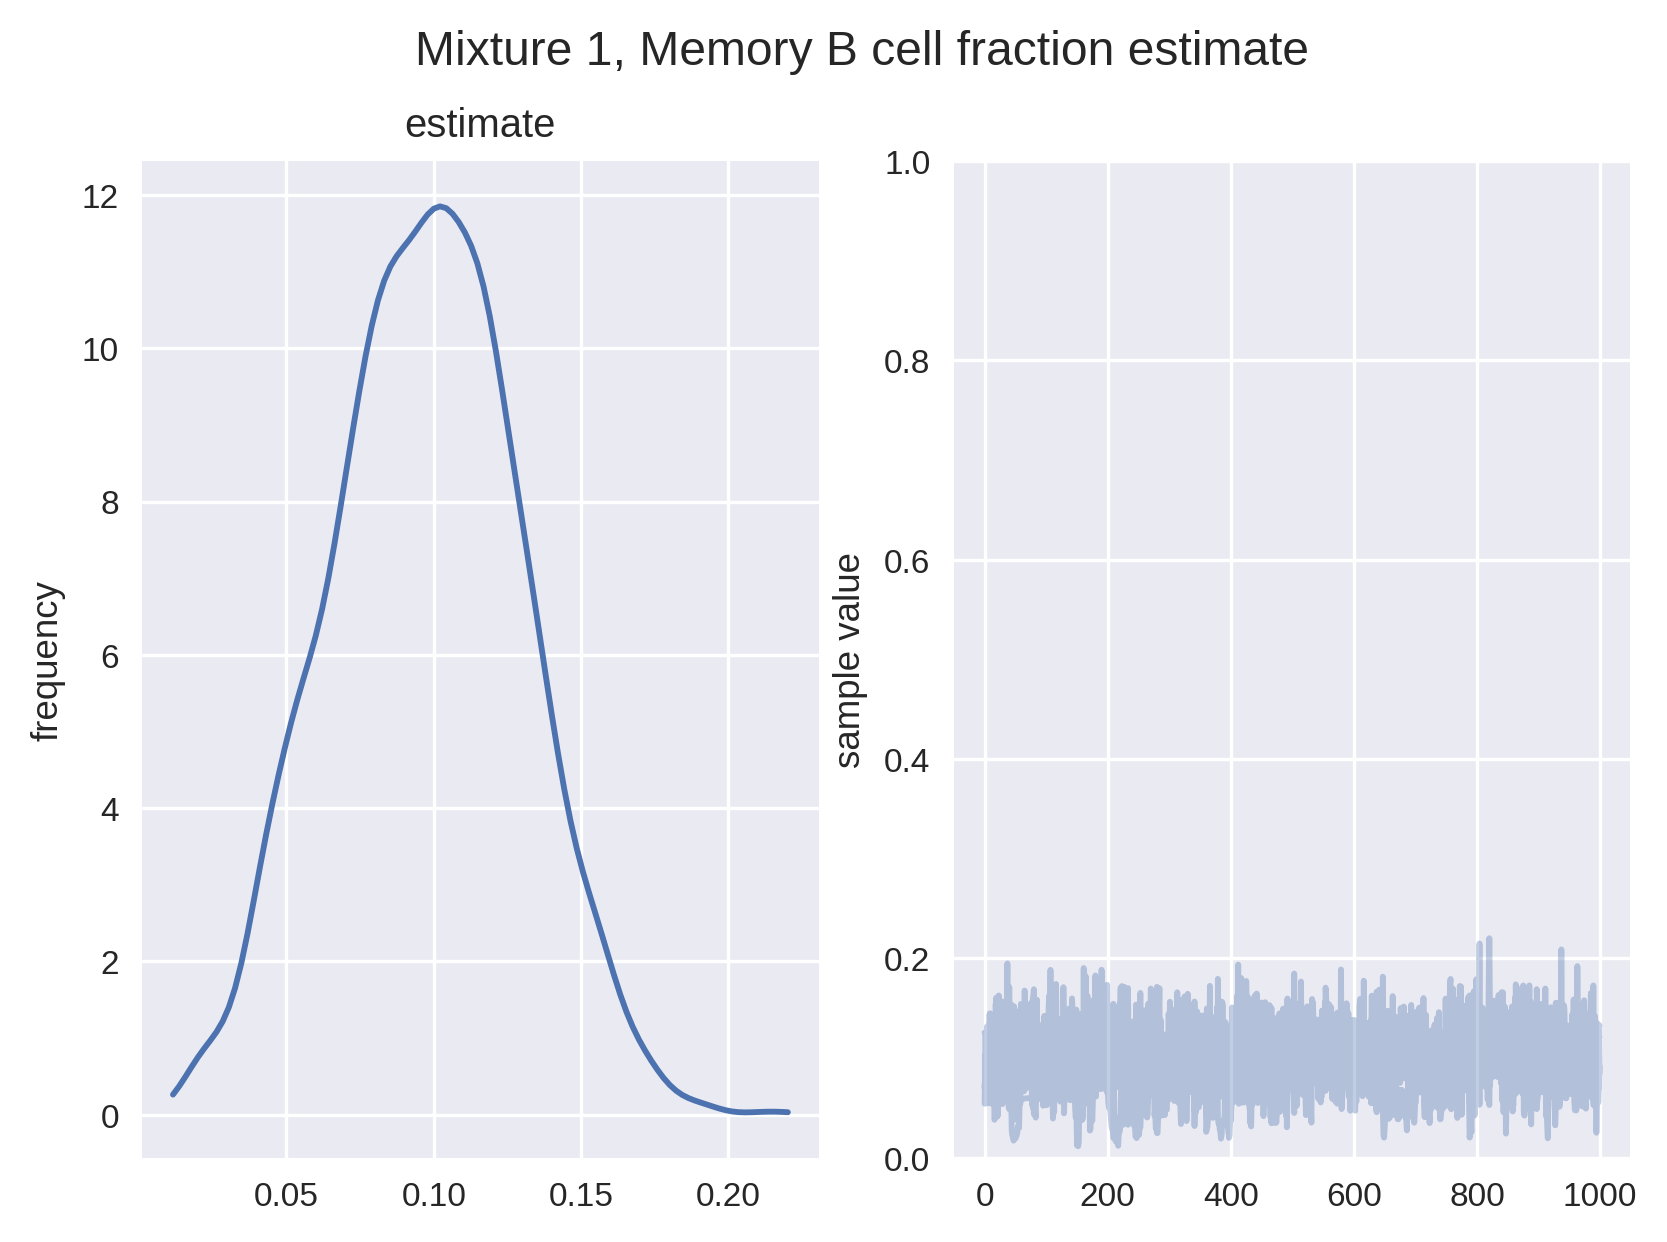 Mixture 1, Memory B cell fraction estimate
estimate
frequency
12
10
8
6
4
2
0
0.05 0.10 0.15 0.20
sample value
1.0
0.8
0.6
0.4
0.2
0.0
0 200 400 600 800 1000